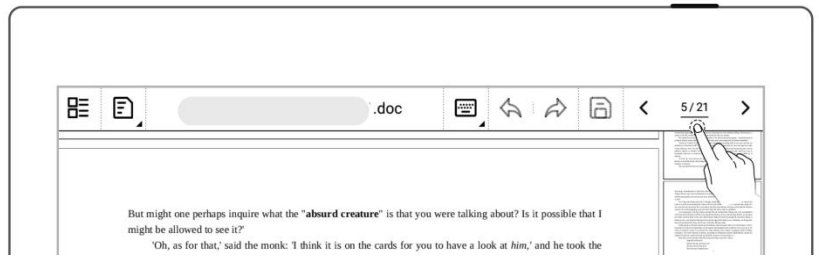 .doc
5/21
But might one perhaps inquire what the "absurd creature" is that you were talking about? Is it possible that I
might be allowed to see it?'
'Oh, as for that,' said the monk: 'I think it is on the cards for you to have a look at him,' and he took the